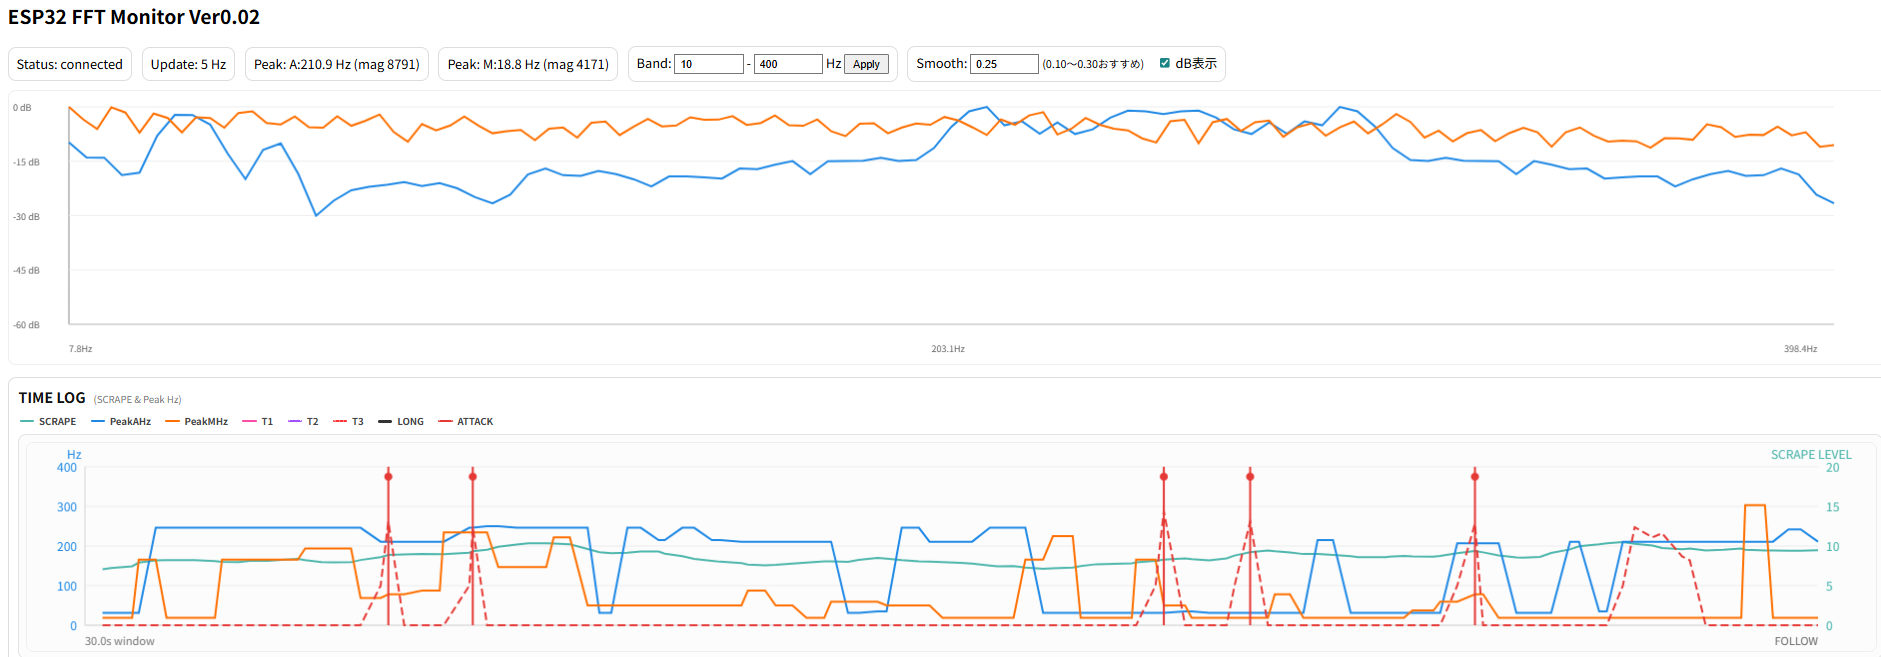 ESP32 FFT Monitor Ver0.02
Status: connected Update: 5 Hz Peak: A:210.9 Hz (mag 8791) Peak: M:18.8 Hz (mag 4171) Band: 10 - 400 Hz Apply Smooth: 0.25 (0.10～0.30おすすめ) dB表示
0 dB
-15 dB
-30 dB
-45 dB
-60 dB
7.8Hz 203.1Hz 398.4Hz
TIME LOG (SCRAPE & Peak Hz)
SCRAPE PeakAHz PeakMHz T1 T2 T3 LONG ATTACK
Hz SCRAPE LEVEL
400 20
300 15
200 10
100 5
0 0
30.0s window FOLLOW